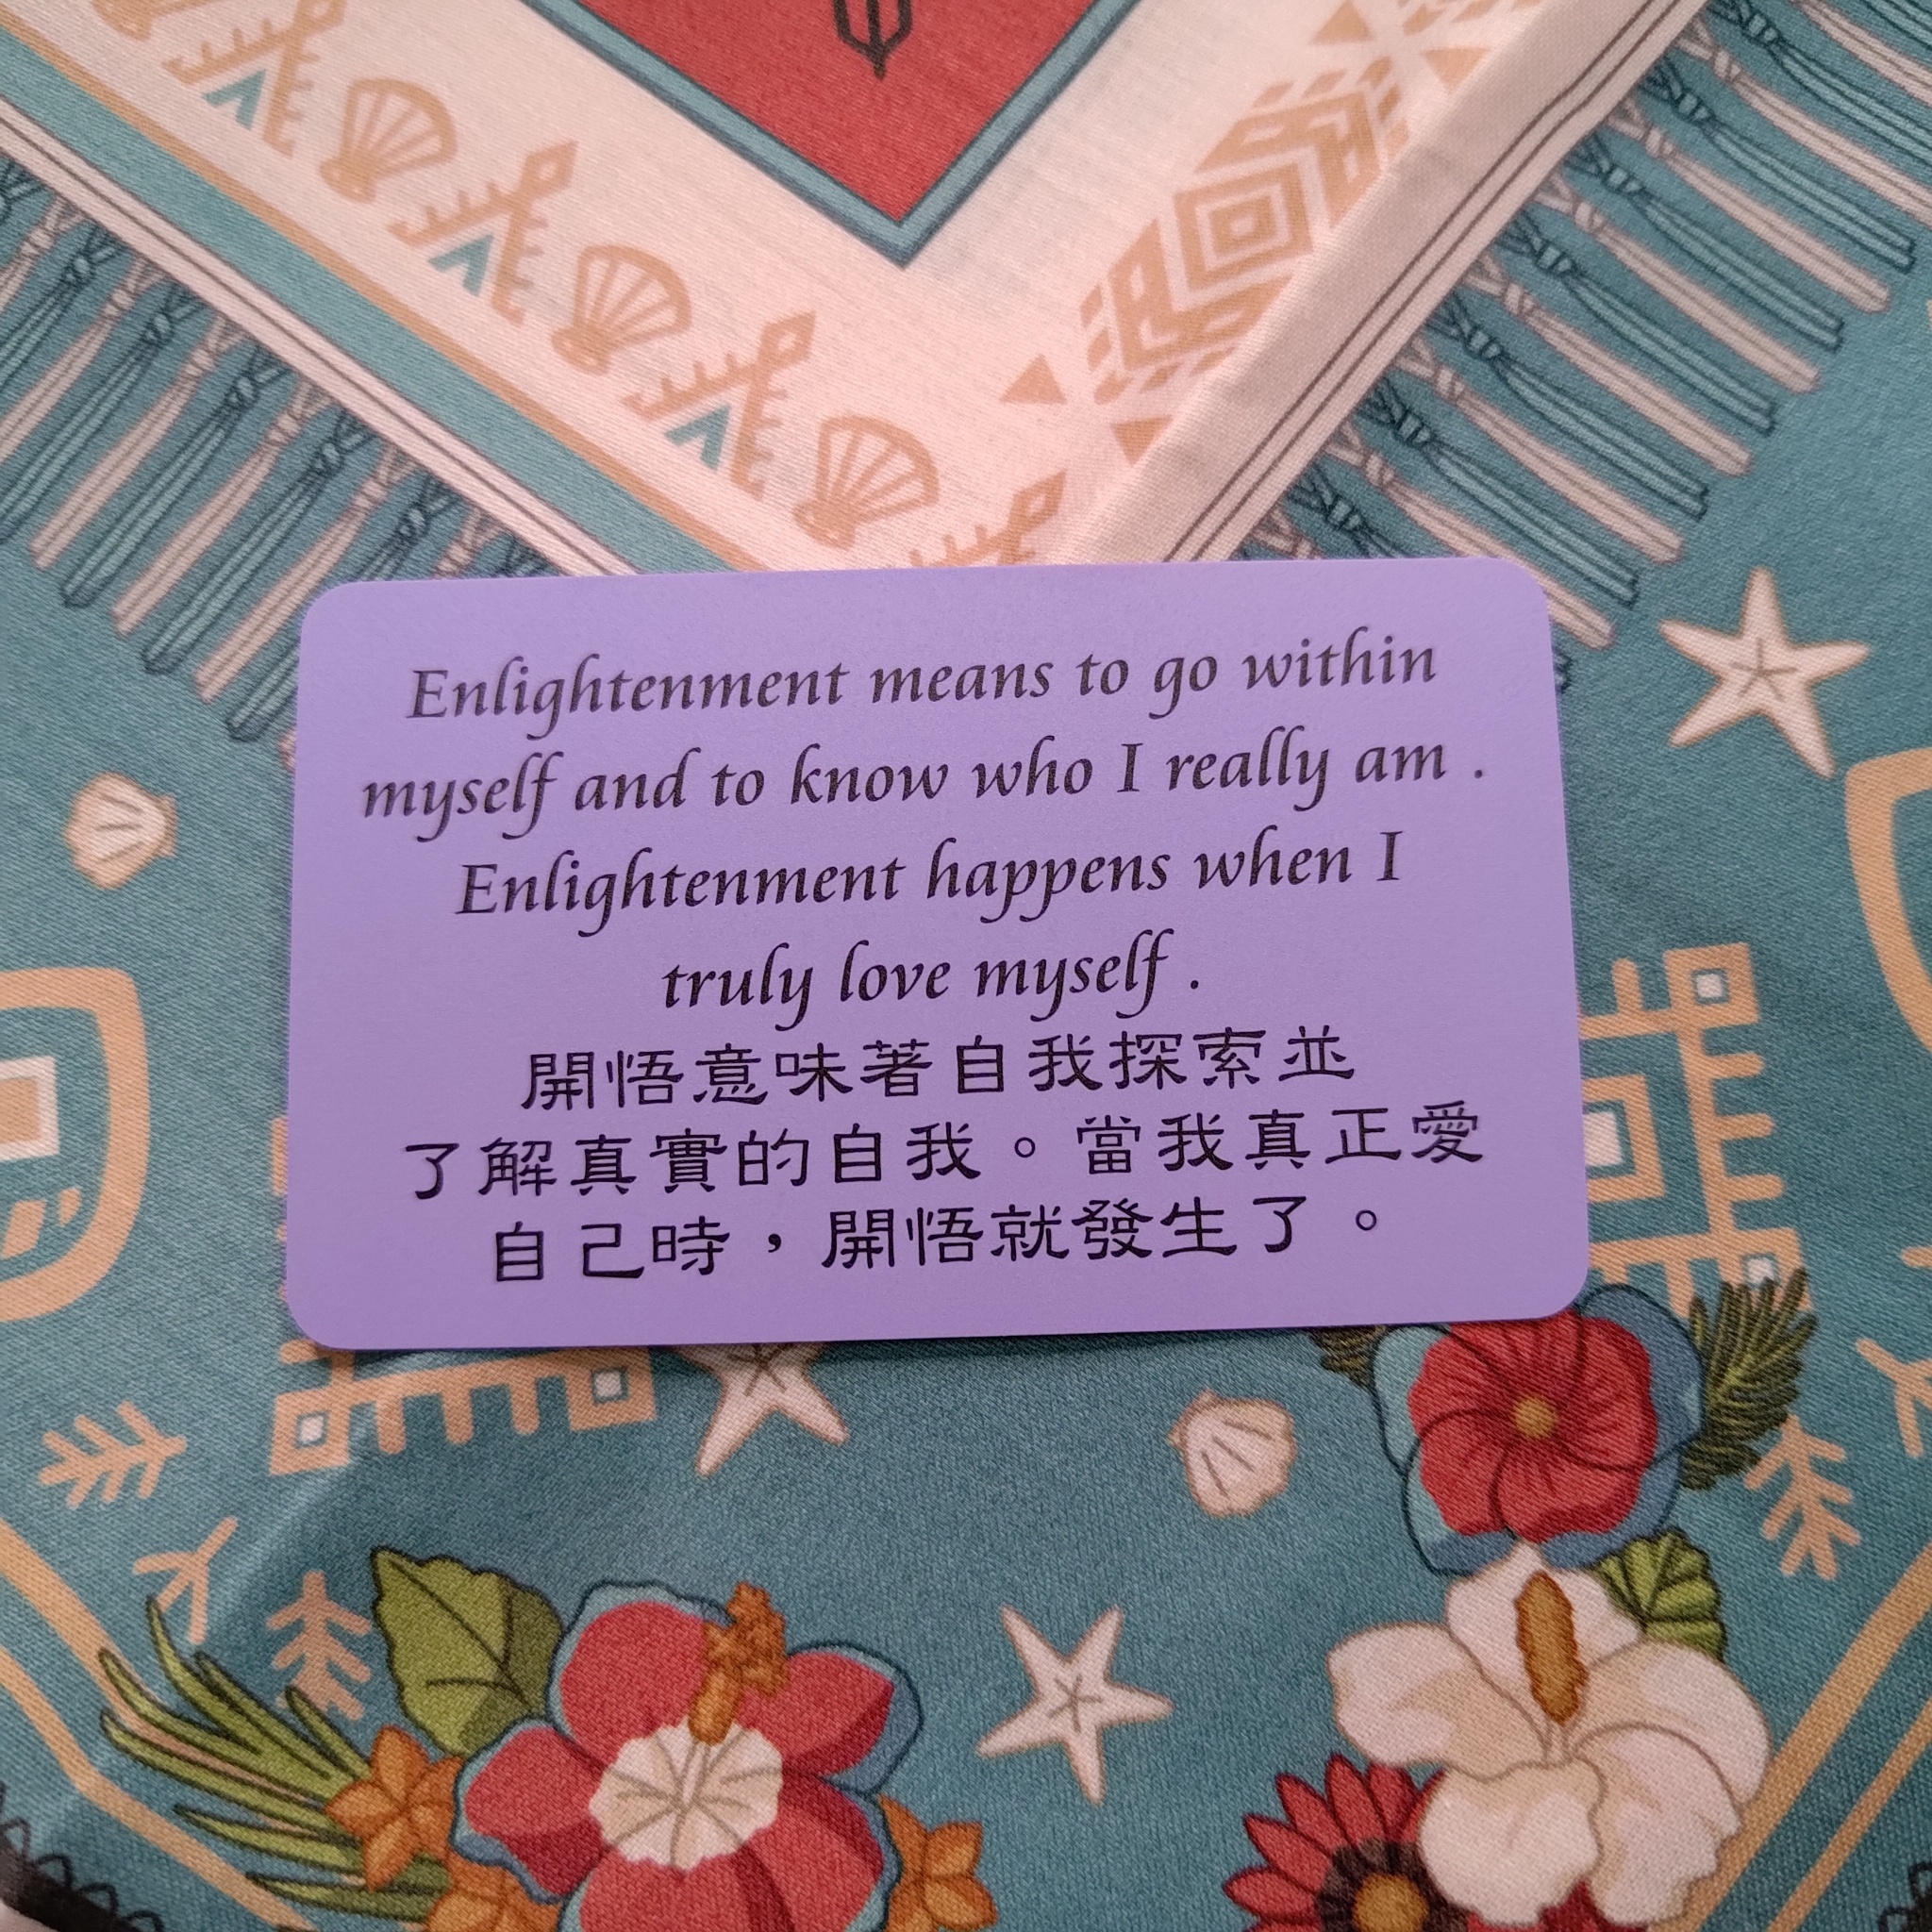 Enlightenment means to go within
myself and to know who I really am .
Enlightenment happens when I
truly love myself .
開悟意味著自我探索並
了解真實的自我。當我真正愛
自己時，開悟就發生了。